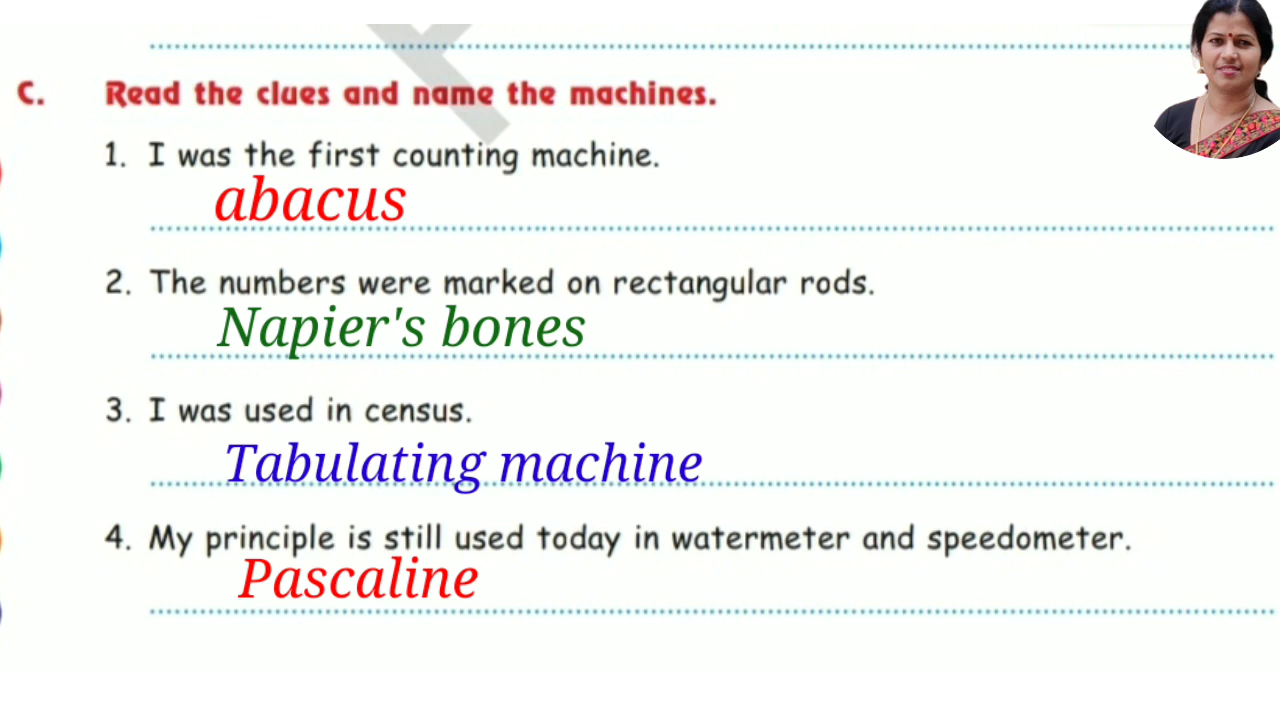 C. Read the clues and name the machines.
1. I was the first counting machine.
abacus
2. The numbers were marked on rectangular rods.
Napier's bones
3. I was used in census.
Tabulating machine
4. My principle is still used today in watermeter and speedometer.
Pascaline